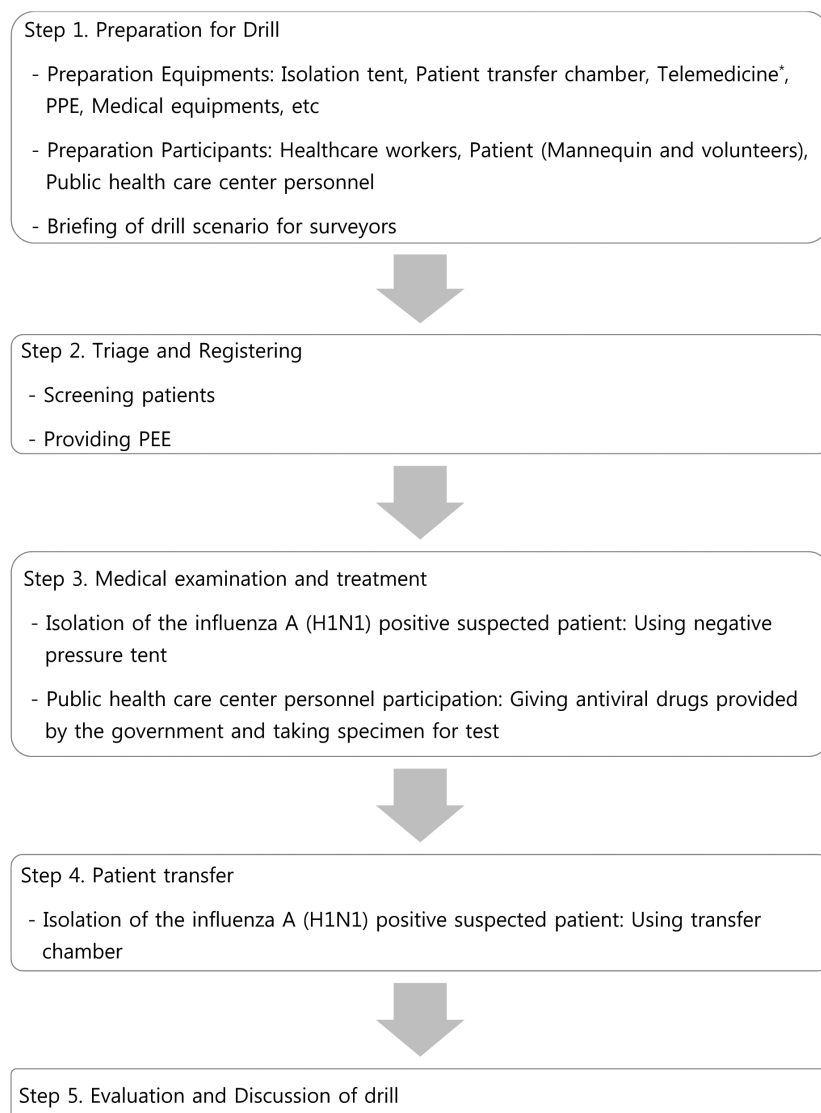 Step 1. Preparation for Drill
- Preparation Equipments: Isolation tent, Patient transfer chamber, Telemedicine*,
PPE, Medical equipments, etc
- Preparation Participants: Healthcare workers, Patient (Mannequin and volunteers),
Public health care center personnel
- Briefing of drill scenario for surveyors
Step 2. Triage and Registering
- Screening patients
- Providing PEE
Step 3. Medical examination and treatment
- Isolation of the influenza A (H1N1) positive suspected patient: Using negative
pressure tent
- Public health care center personnel participation: Giving antiviral drugs provided
by the government and taking specimen for test
Step 4. Patient transfer
- Isolation of the influenza A (H1N1) positive suspected patient: Using transfer
chamber
Step 5. Evaluation and Discussion of drill